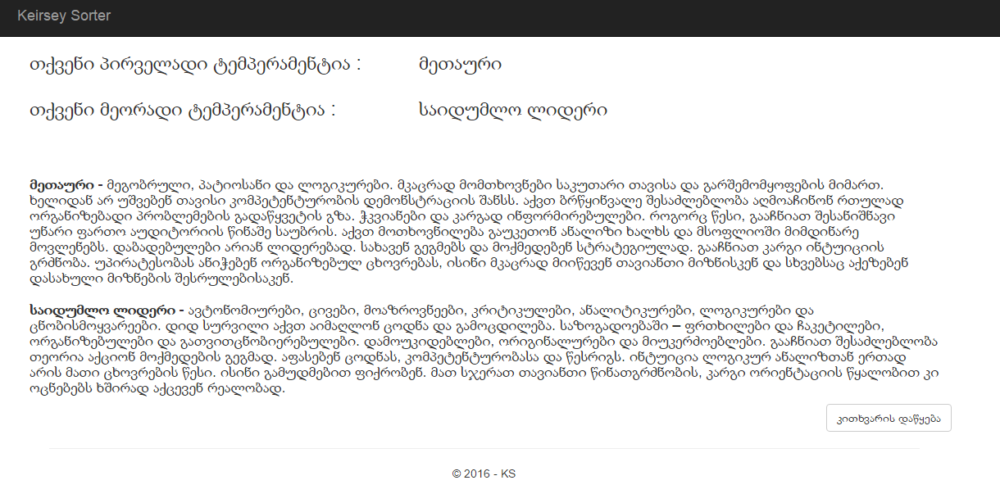 Keirsey Sorter
თქვენი პირველადი ტემპერამენტია : მეთაური
თქვენი მეორადი ტემპერამენტია : საიდუმლო ლიდერი
მეთაური - მეგობრული, პატიოსანი და ლოგიკურები. მკაცრად მომთხოვნები საკუთარი თავისა და გარშემომყოფების მიმართ.
ხელიდან არ უშვებენ თავისი კომპეტენტურობის დემონსტრაციის შანსს. აქვთ ბრწყინვალე შესაძლებლობა აღმოაჩინონ რთულად
ორგანიზებადი პრობლემების გადაწყვეტის გზა. ჭკვიანები და კარგად ინფორმირებულები. როგორც წესი, გააჩნიათ შესანიშნავი
უნარი ფართო აუდიტორიის წინაშე საუბრის. აქვთ მოთხოვნილება გაუკეთონ ანალიზი ხალხს და მსოფლიოში მიმდინარე
მოვლენებს. დაბადებულები არიან ლიდერებად. სახავენ გეგმებს და მოქმედებენ სტრატეგიულად. გააჩნიათ კარგი ინტუიციის
გრძნობა. უპირატესობას ანიჭებენ ორგანიზებულ ცხოვრებას, ისინი მკაცრად მიიწევენ თავიანთი მიზნისკენ და სხვებსაც აქეზებენ
დასახული მიზნების შესრულებისაკენ.
საიდუმლო ლიდერი - ავტონომიურები, ცივები, მოაზროვნეები, კრიტიკულები, ანალიტიკურები, ლოგიკურები და
ცნობისმოყვარეები. დიდ სურვილი აქვთ აიმაღლონ ცოდნა და გამოცდილება. საზოგადოებაში – ფრთხილები და ჩაკეტილები,
ორგანიზებულები და გათვითცნობიერებულები. დამოუკიდებლები, ორიგინალურები და მიუკერძოებლები. გააჩნიათ შესაძლებლობა
თეორია აქციონ მოქმედების გეგმად. აფასებენ ცოდნას, კომპეტენტურობასა და წესრიგს. ინტუიცია ლოგიკურ ანალიზთან ერთად
არის მათი ცხოვრების წესი. ისინი გამუდმებით ფიქრობენ. მათ სჯერათ თავიანთი წინათგრძნობის, კარგი ორიენტაციის წყალობით კი
ოცნებებს ხშირად აქცევენ რეალობად.
კითხვარის დაწყება
© 2016 - KS